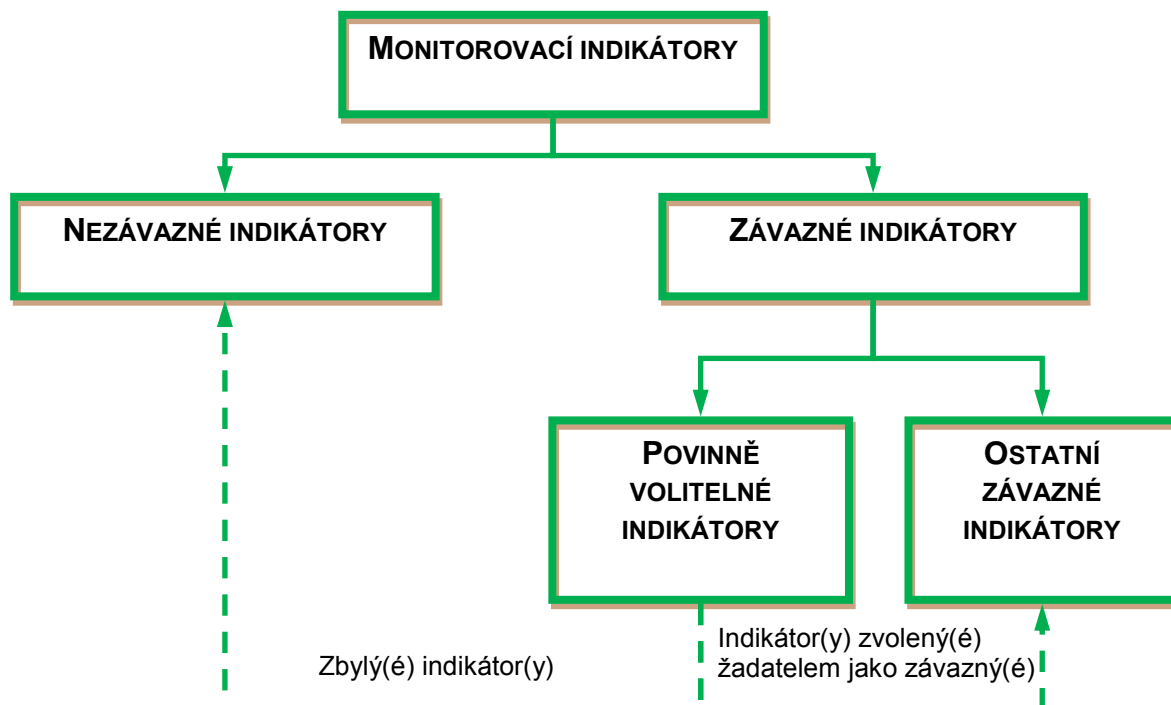 MONITOROVACÍ INDIKÁTORY
NEZÁVAZNÉ INDIKÁTORY
ZÁVAZNÉ INDIKÁTORY
POVINNĚ
VOLITELNÉ
INDIKÁTORY
OSTATNÍ
ZÁVAZNÉ
INDIKÁTORY
Zbylý(é) indikátor(y)
Indikátor(y) zvolený(é)
žadatelem jako závazný(é)